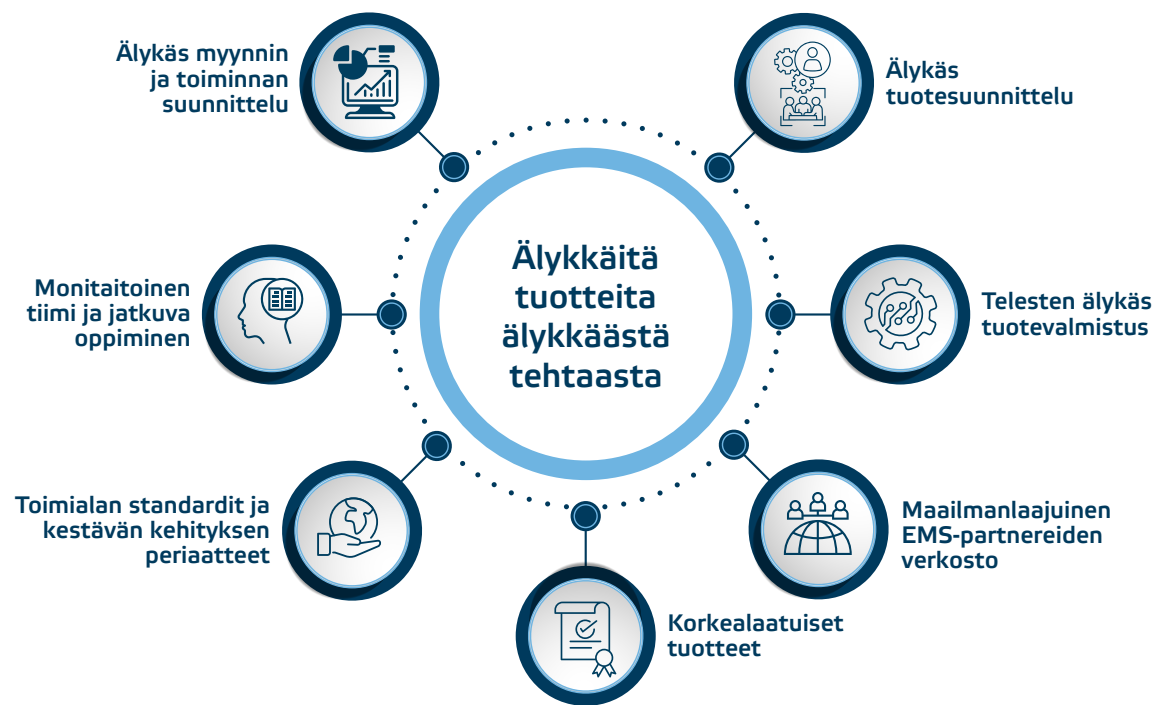 Älykäs myynnin
ja toiminnan
suunnittelu
Älykäs
tuotesuunnittelu
Älykkäitä
tuotteita
älykkäästä
tehtaasta
Monitaitoinen
tiimi ja jatkuva
oppiminen
Telesten älykäs
tuotevalmistus
Toimialan standardit ja
kestävän kehityksen
periaatteet
Maailmanlaajuinen
EMS-partnereiden
verkosto
Korkealaatuiset
tuotteet